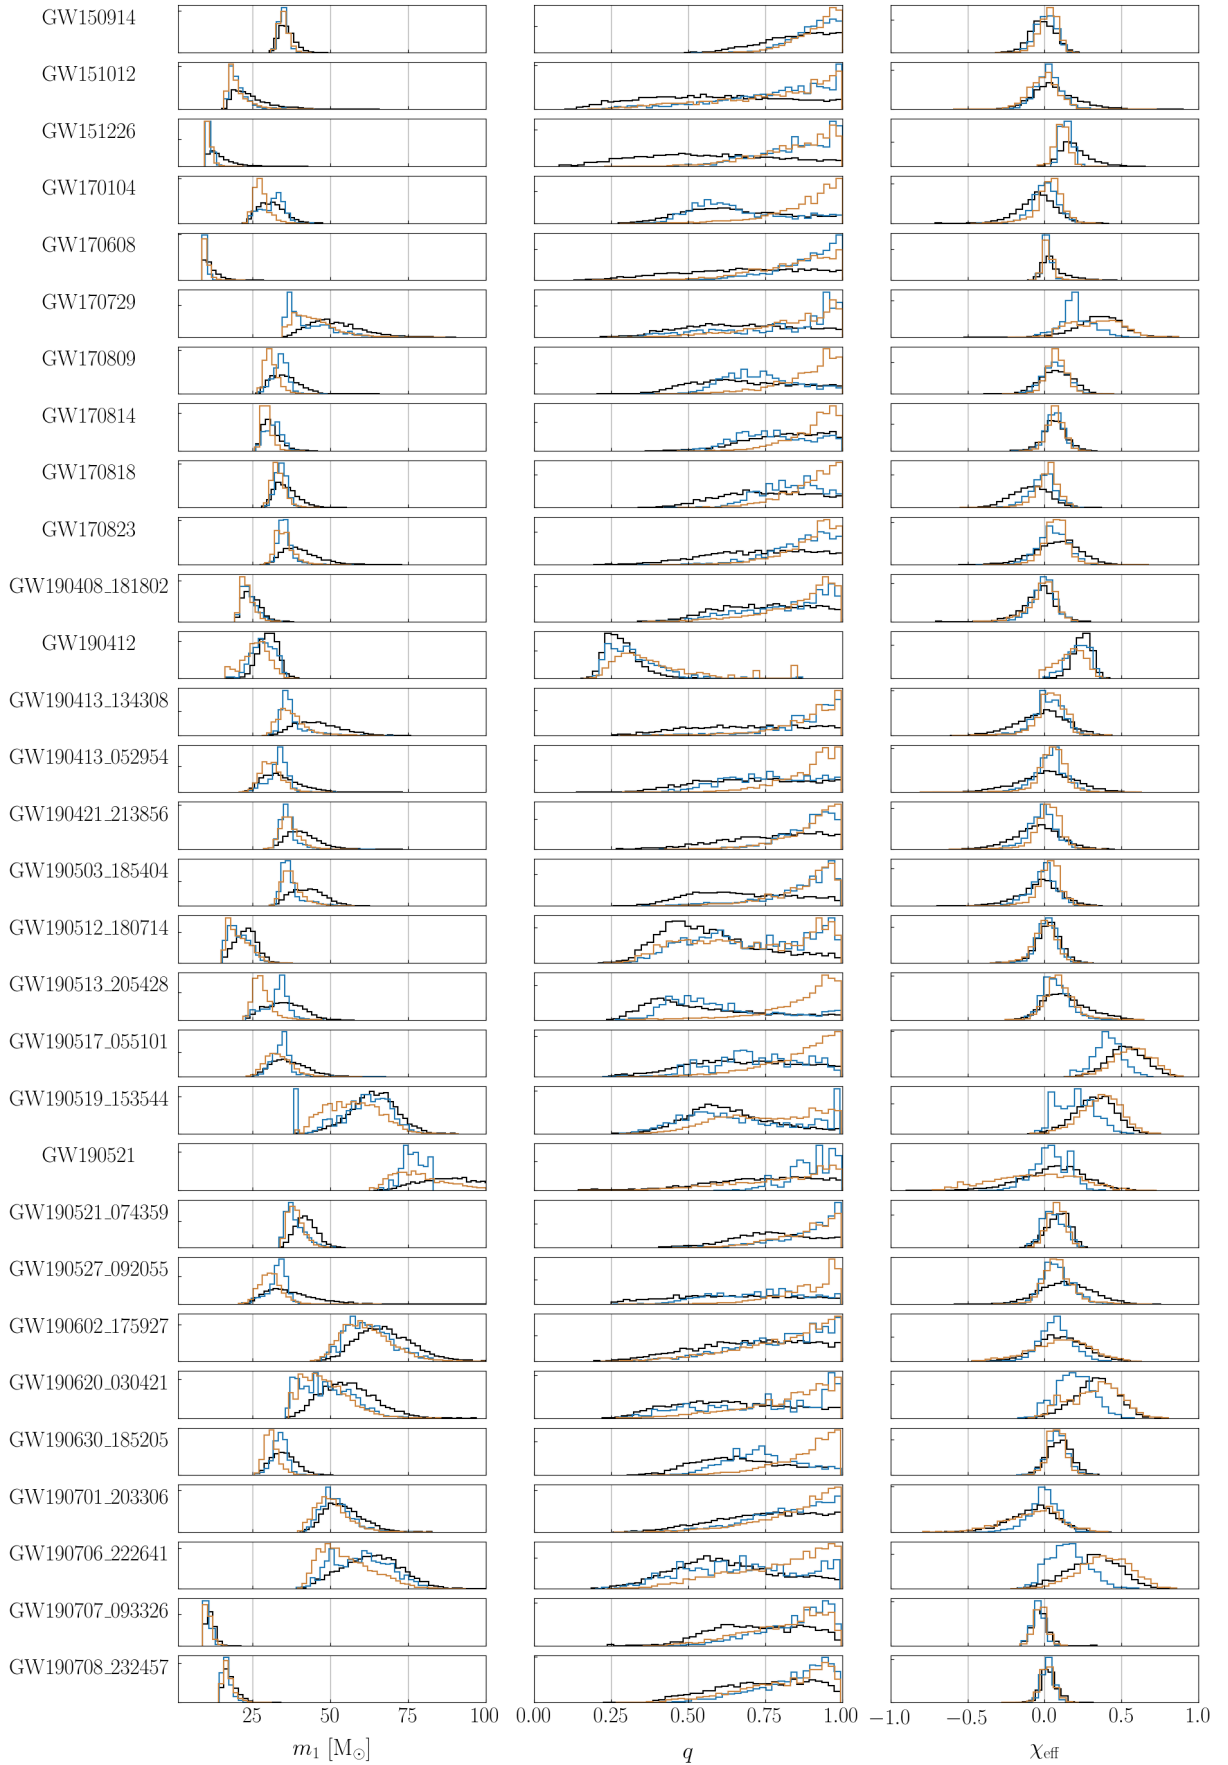 GW150914
GW151012
GW151226
GW170104
GW170608
GW170729
GW170809
GW170814
GW170818
GW170823
GW190408_181802
GW190412
GW190413_134308
GW190413_052954
GW190421_213856
GW190503_185404
GW190512_180714
GW190513_205428
GW190517_055101
GW190519_153544
GW190521
GW190521_074359
GW190527_092055
GW190602_175927
GW190620_030421
GW190630_185205
GW190701_203306
GW190706_222641
GW190707_093326
GW190708_232457
25 50 75 100 0.00 0.25 0.50 0.75 1.00 −1.0 −0.5 0.0 0.5 1.0
m₁ [M⊙] q χeff